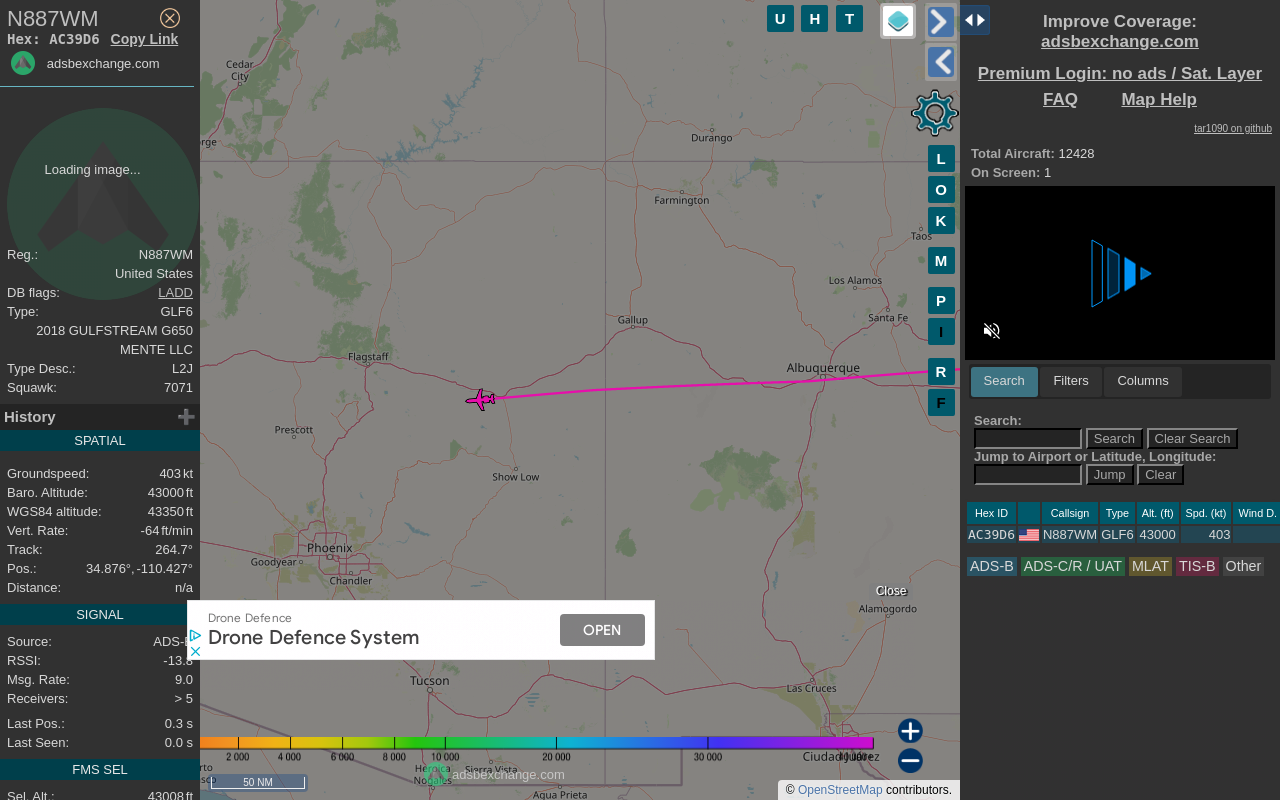 N887WM
Hex: AC39D6 Copy Link
adsbexchange.com
Loading image...
Reg.: N887WM
United States
DB flags: LADD
Type: GLF6
2018 GULFSTREAM G650
MENTE LLC
Type Desc.: L2J
Squawk: 7071
History
SPATIAL
Groundspeed: 403 kt
Baro. Altitude: 43000 ft
WGS84 altitude: 43350 ft
Vert. Rate: -64 ft/min
Track: 264.7°
Pos.: 34.876°, -110.427°
Distance: n/a
SIGNAL
Source: ADS-
RSSI: -13.8
Msg. Rate: 9.0
Receivers: > 5
Last Pos.: 0.3 s
Last Seen: 0.0 s
FMS SEL
Sel. Alt.: 43008 ft
U H T
L
O
K
M
P
I
R
F
Cedar
City
rge
Durango
Farmington
Taos
Los Alamos
Santa Fe
Gallup
Albuquerque
Flagstaff
Prescott
Show Low
Phoenix
Goodyear
Chandler
Close
Alamogordo
Drone Defence
Drone Defence System
OPEN
Tucson
Las Cruces
2 000 4 000 6 000 8 000 10 000 20 000 30 000
Heroica
Nogales
Sierra Vista
adsbexchange.com
50 NM
Agua Prieta
© OpenStreetMap contributors.
Improve Coverage:
adsbexchange.com
Premium Login: no ads / Sat. Layer
FAQ Map Help
tar1090 on github
Total Aircraft: 12428
On Screen: 1
Search Filters Columns
Search:
Search Clear Search
Jump to Airport or Latitude, Longitude:
Jump Clear
Hex ID Callsign Type Alt. (ft) Spd. (kt) Wind D.
AC39D6 N887WM GLF6 43000 403
ADS-B ADS-C/R / UAT MLAT TIS-B Other